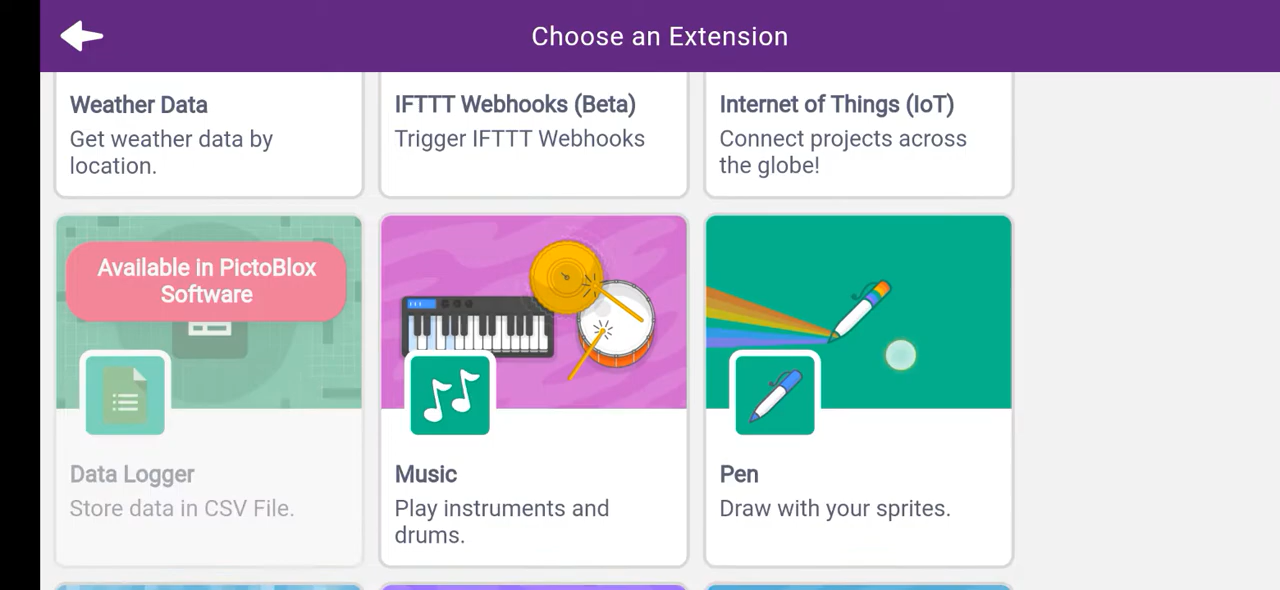 Choose an Extension
Weather Data
Get weather data by
location.
IFTTT Webhooks (Beta)
Trigger IFTTT Webhooks
Internet of Things (IoT)
Connect projects across
the globe!
Available in PictoBlox
Software
Data Logger
Store data in CSV File.
Music
Play instruments and
drums.
Pen
Draw with your sprites.